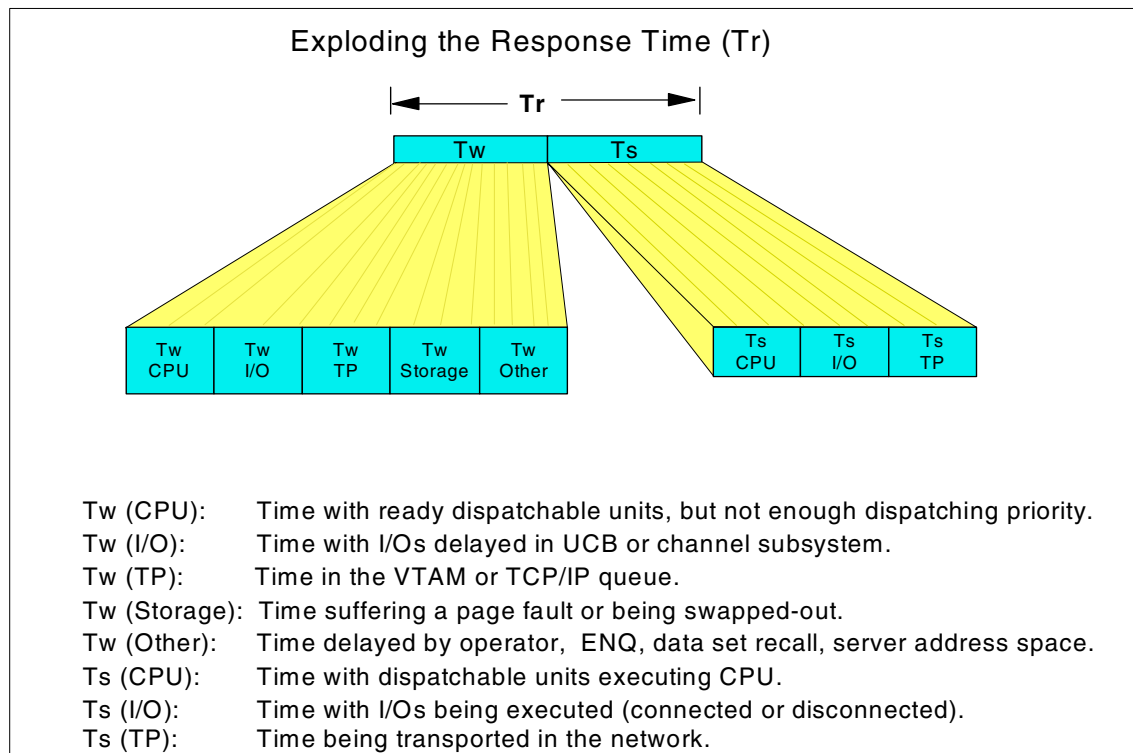 Exploding the Response Time (Tr)
Tr
Tw
Ts
Tw
CPU
Tw
I/O
Tw
TP
Tw
Storage
Tw
Other
Ts
CPU
Ts
I/O
Ts
TP
Tw (CPU): Time with ready dispatchable units, but not enough dispatching priority.
Tw (I/O): Time with I/Os delayed in UCB or channel subsystem.
Tw (TP): Time in the VTAM or TCP/IP queue.
Tw (Storage): Time suffering a page fault or being swapped-out.
Tw (Other): Time delayed by operator, ENQ, data set recall, server address space.
Ts (CPU): Time with dispatchable units executing CPU.
Ts (I/O): Time with I/Os being executed (connected or disconnected).
Ts (TP): Time being transported in the network.